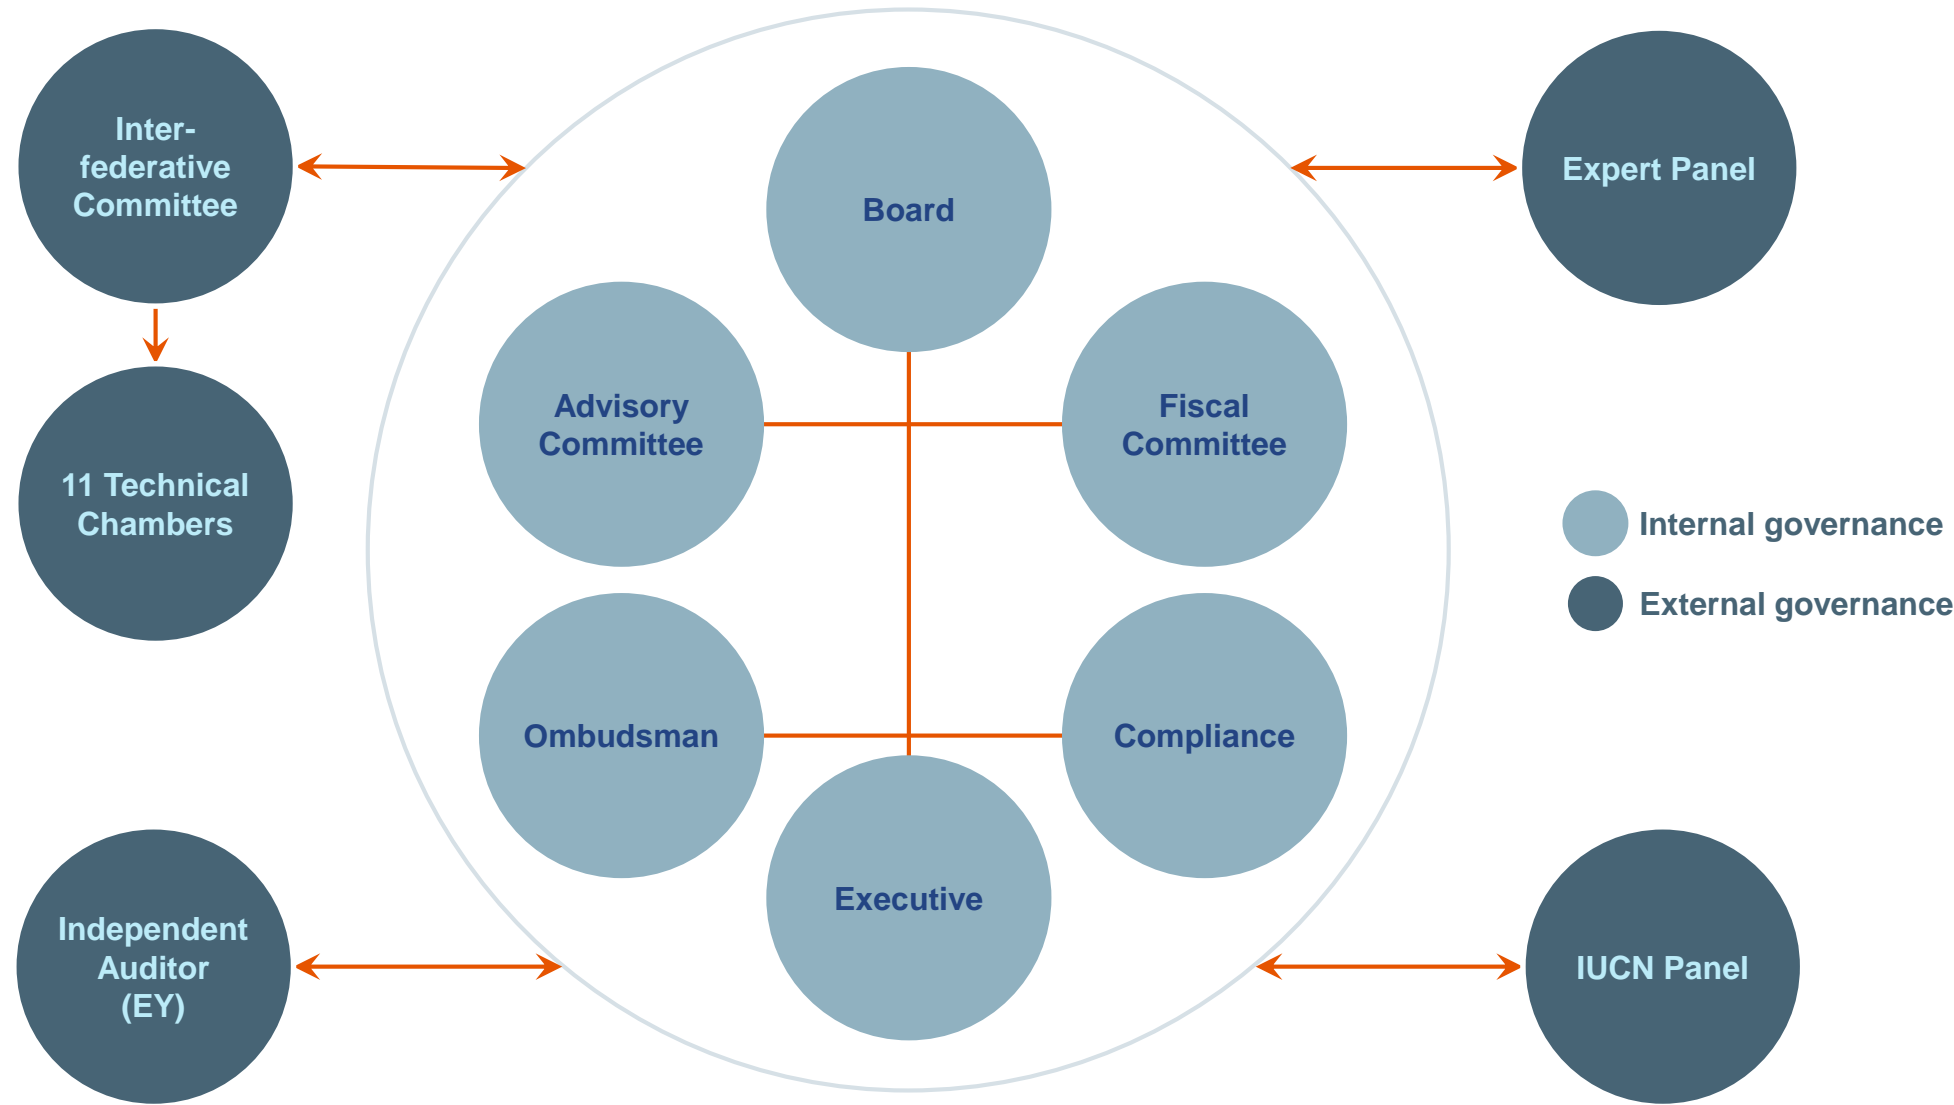 Inter-
federative
Committee
Expert Panel
Board
Advisory
Committee
Fiscal
Committee
11 Technical
Chambers
Internal governance
External governance
Ombudsman
Compliance
Executive
Independent
Auditor
(EY)
IUCN Panel